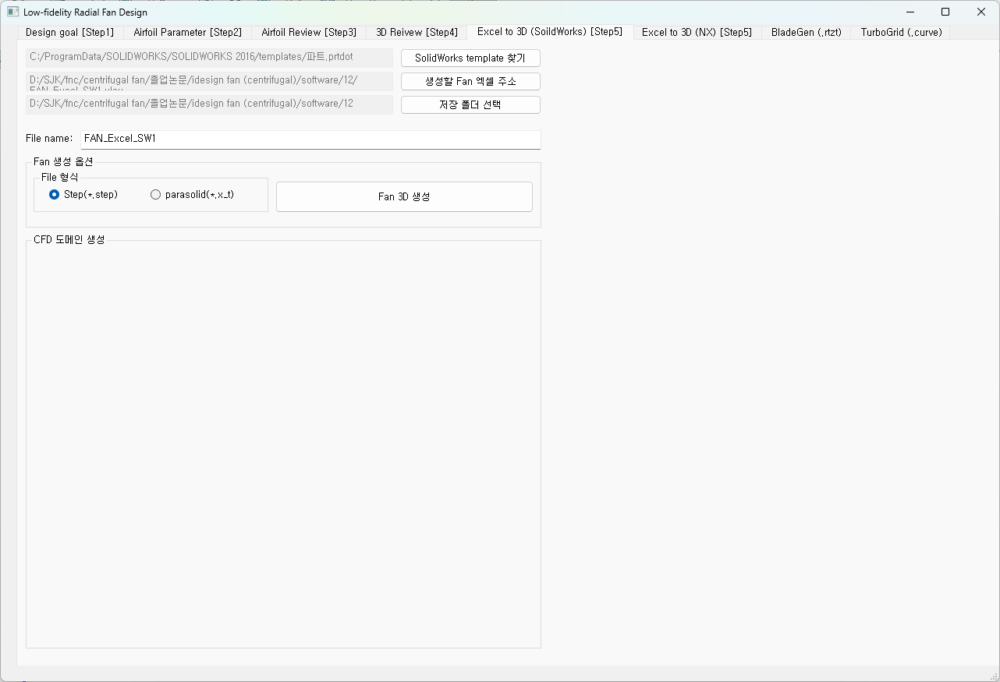 Low-fidelity Radial Fan Design
Design goal [Step1] Airfoil Parameter [Step2] Airfoil Review [Step3] 3D Reivew [Step4] Excel to 3D (SoildWorks) [Step5] Excel to 3D (NX) [Step5] BladeGen (.rtzt) TurboGrid (.curve)
C:/ProgramData/SOLIDWORKS/SOLIDWORKS 2016/templates/파트.prtdot SolidWorks template 찾기
D:/SJK/fnc/centrifugal fan/졸업논문/idesign fan (centrifugal)/software/12/ 생성할 Fan 엑셀 주소
D:/SJK/fnc/centrifugal fan/졸업논문/idesign fan (centrifugal)/software/12 저장 폴더 선택
File name: FAN_Excel_SW1
Fan 생성 옵션
File 형식
Step(*.step) parasolid(*.x_t) Fan 3D 생성
CFD 도메인 생성